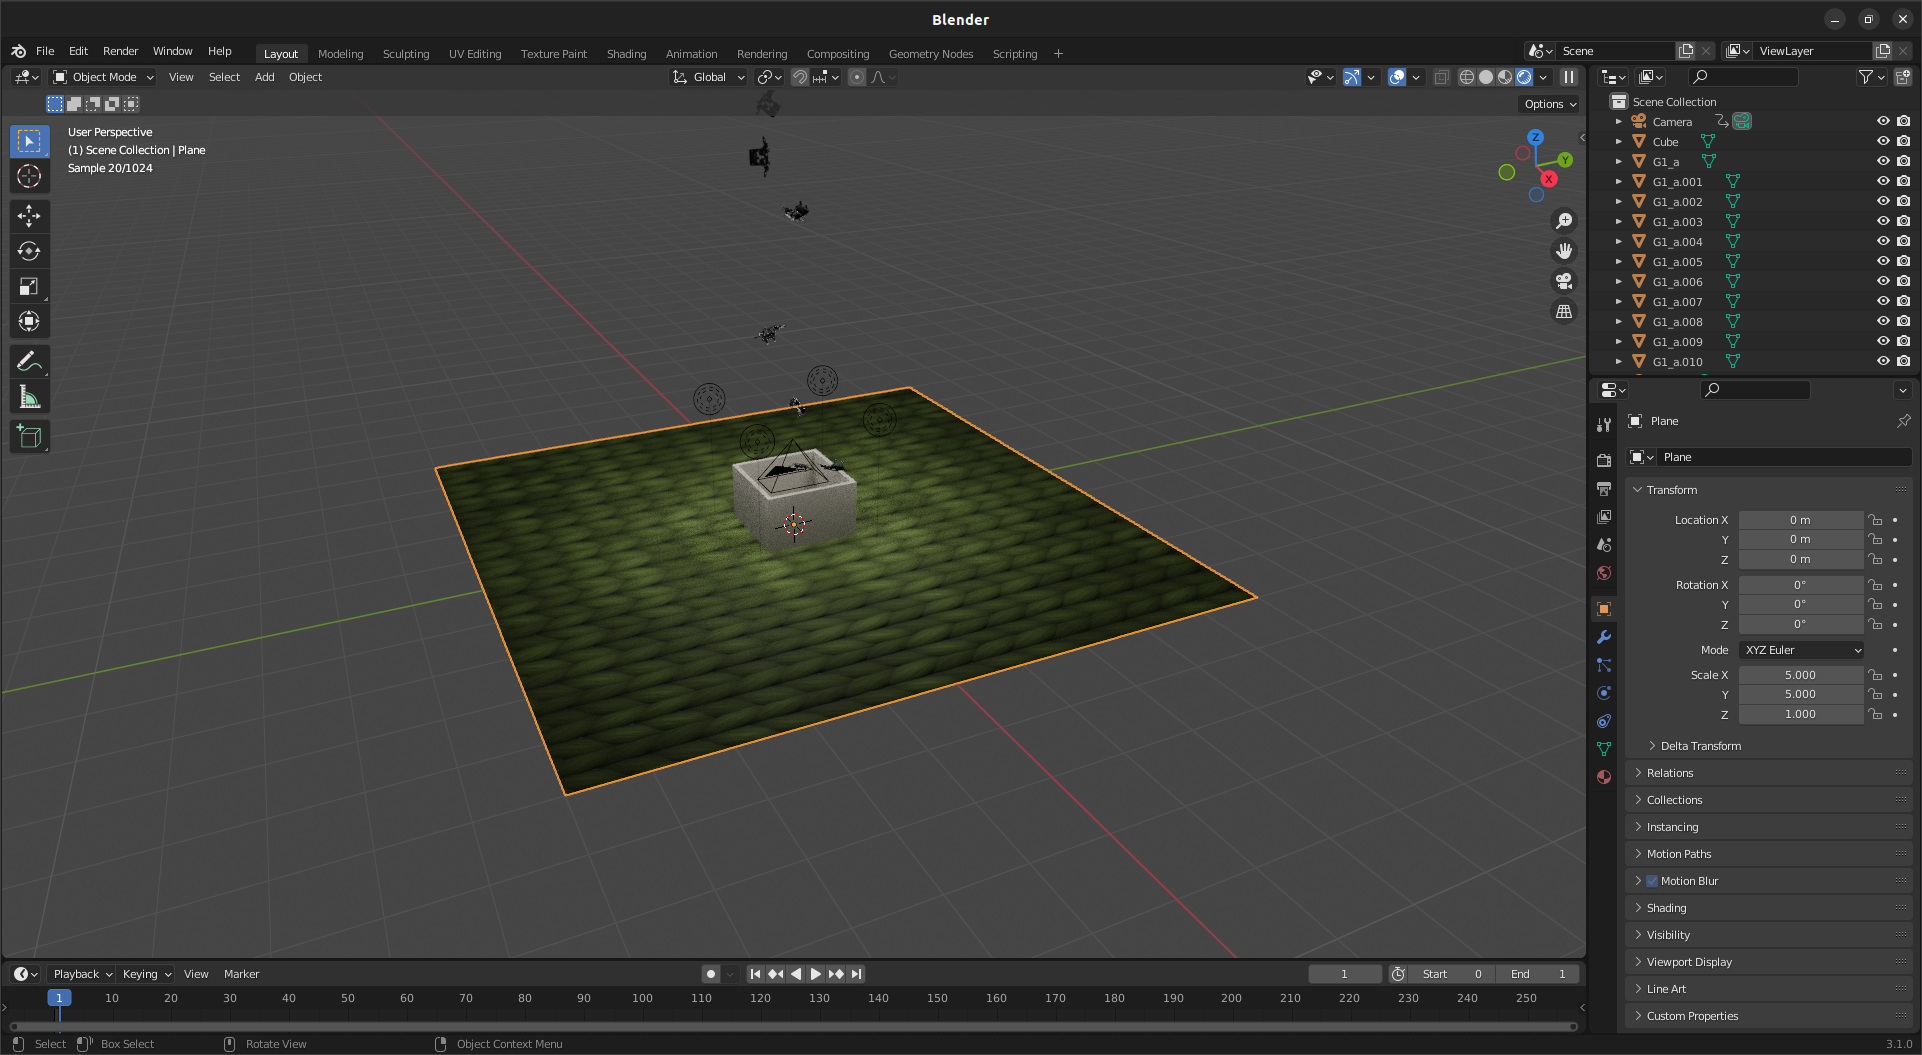 Blender
File Edit Render Window Help
Layout Modeling Sculpting UV Editing Texture Paint Shading Animation Rendering Compositing Geometry Nodes Scripting +
Scene
ViewLayer
Object Mode View Select Add Object
Global
Options
User Perspective
(1) Scene Collection | Plane
Sample 20/1024
Z
Y
X
Scene Collection
Camera
Cube
G1_a
G1_a.001
G1_a.002
G1_a.003
G1_a.004
G1_a.005
G1_a.006
G1_a.007
G1_a.008
G1_a.009
G1_a.010
Plane
Plane
Transform
Location X 0 m
Y 0 m
Z 0 m
Rotation X 0°
Y 0°
Z 0°
Mode XYZ Euler
Scale X 5.000
Y 5.000
Z 1.000
Delta Transform
Relations
Collections
Instancing
Motion Paths
Motion Blur
Shading
Visibility
Viewport Display
Line Art
Custom Properties
Playback Keying View Marker
1 Start 0 End 1
1 10 20 30 40 50 60 70 80 90 100 110 120 130 140 150 160 170 180 190 200 210 220 230 240 250
Select Box Select Rotate View Object Context Menu
3.1.0